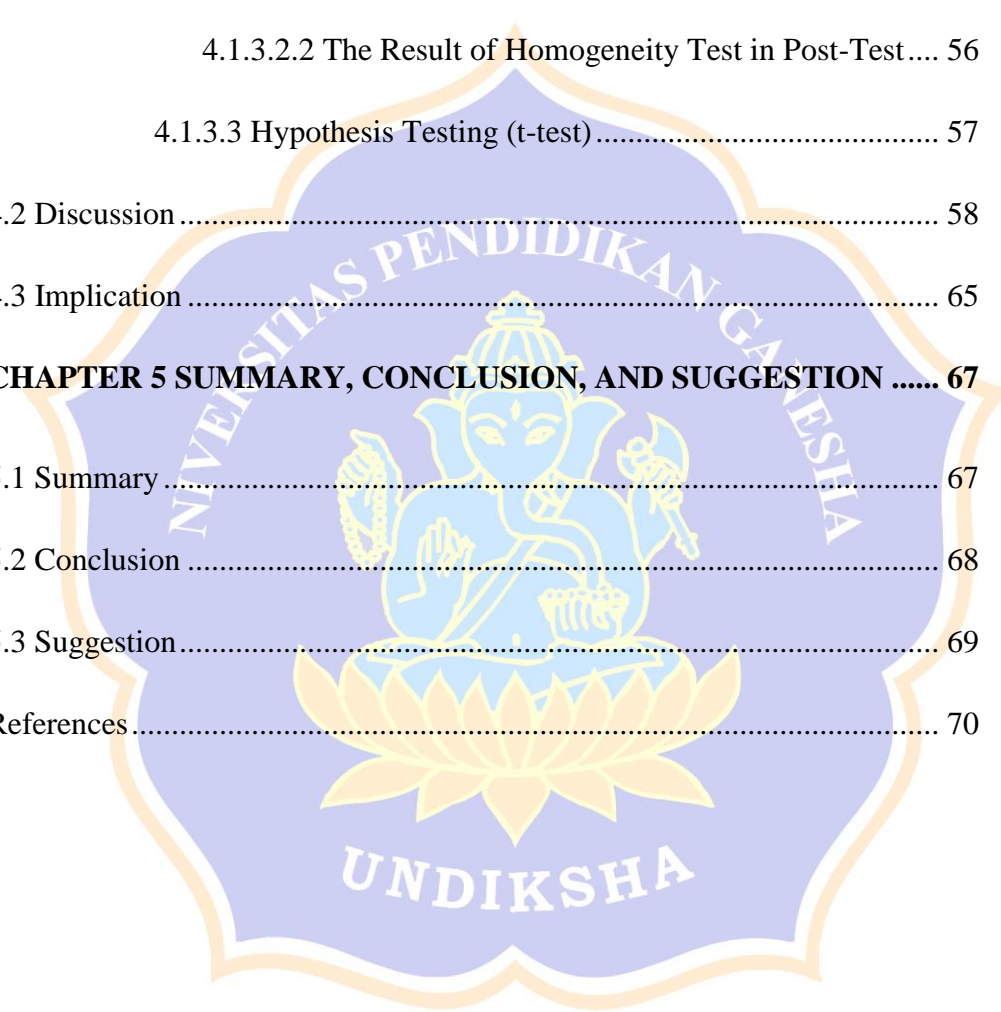 4.1.3.2.2 The Result of Homogeneity Test in Post-Test .... 56
4.1.3.3 Hypothesis Testing (t-test) ..................................... 57
.2 Discussion ................................................................................. 58
.3 Implication ................................................................................ 65
CHAPTER 5 SUMMARY, CONCLUSION, AND SUGGESTION ...... 67
.1 Summary ................................................................................... 67
.2 Conclusion ................................................................................ 68
.3 Suggestion ................................................................................. 69
References ...................................................................................... 70
NIVERSITAS PENDIDIKAN GANESHA
UNDIKSHA